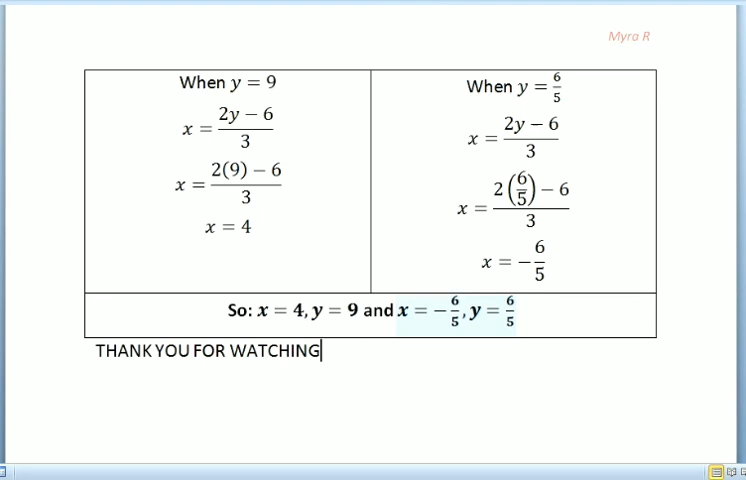 Myra R
When y = 9
x = (2y − 6)/3
x = (2(9) − 6)/3
x = 4
When y = 6/5
x = (2y − 6)/3
x = (2(6/5) − 6)/3
x = −6/5
So: x = 4, y = 9 and x = −6/5, y = 6/5
THANK YOU FOR WATCHING